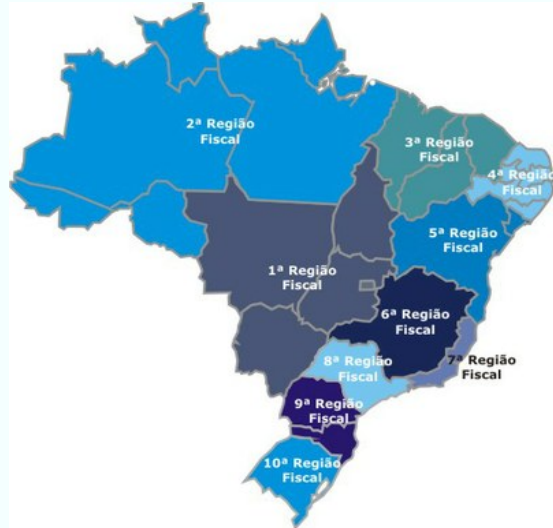 2ª Região
Fiscal
3ª Região
Fiscal
4ª Região
Fiscal
5ª Região
Fiscal
1ª Região
Fiscal
6ª Região
Fiscal
7ª Região
Fiscal
8ª Região
Fiscal
9ª Região
Fiscal
10ª Região
Fiscal